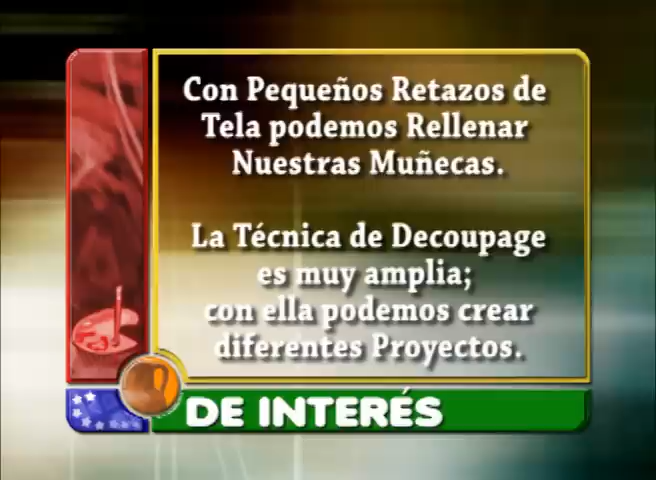 Con Pequeños Retazos de
Tela podemos Rellenar
Nuestras Muñecas.
La Técnica de Decoupage
es muy amplia;
con ella podemos crear
diferentes Proyectos.
DE INTERÉS